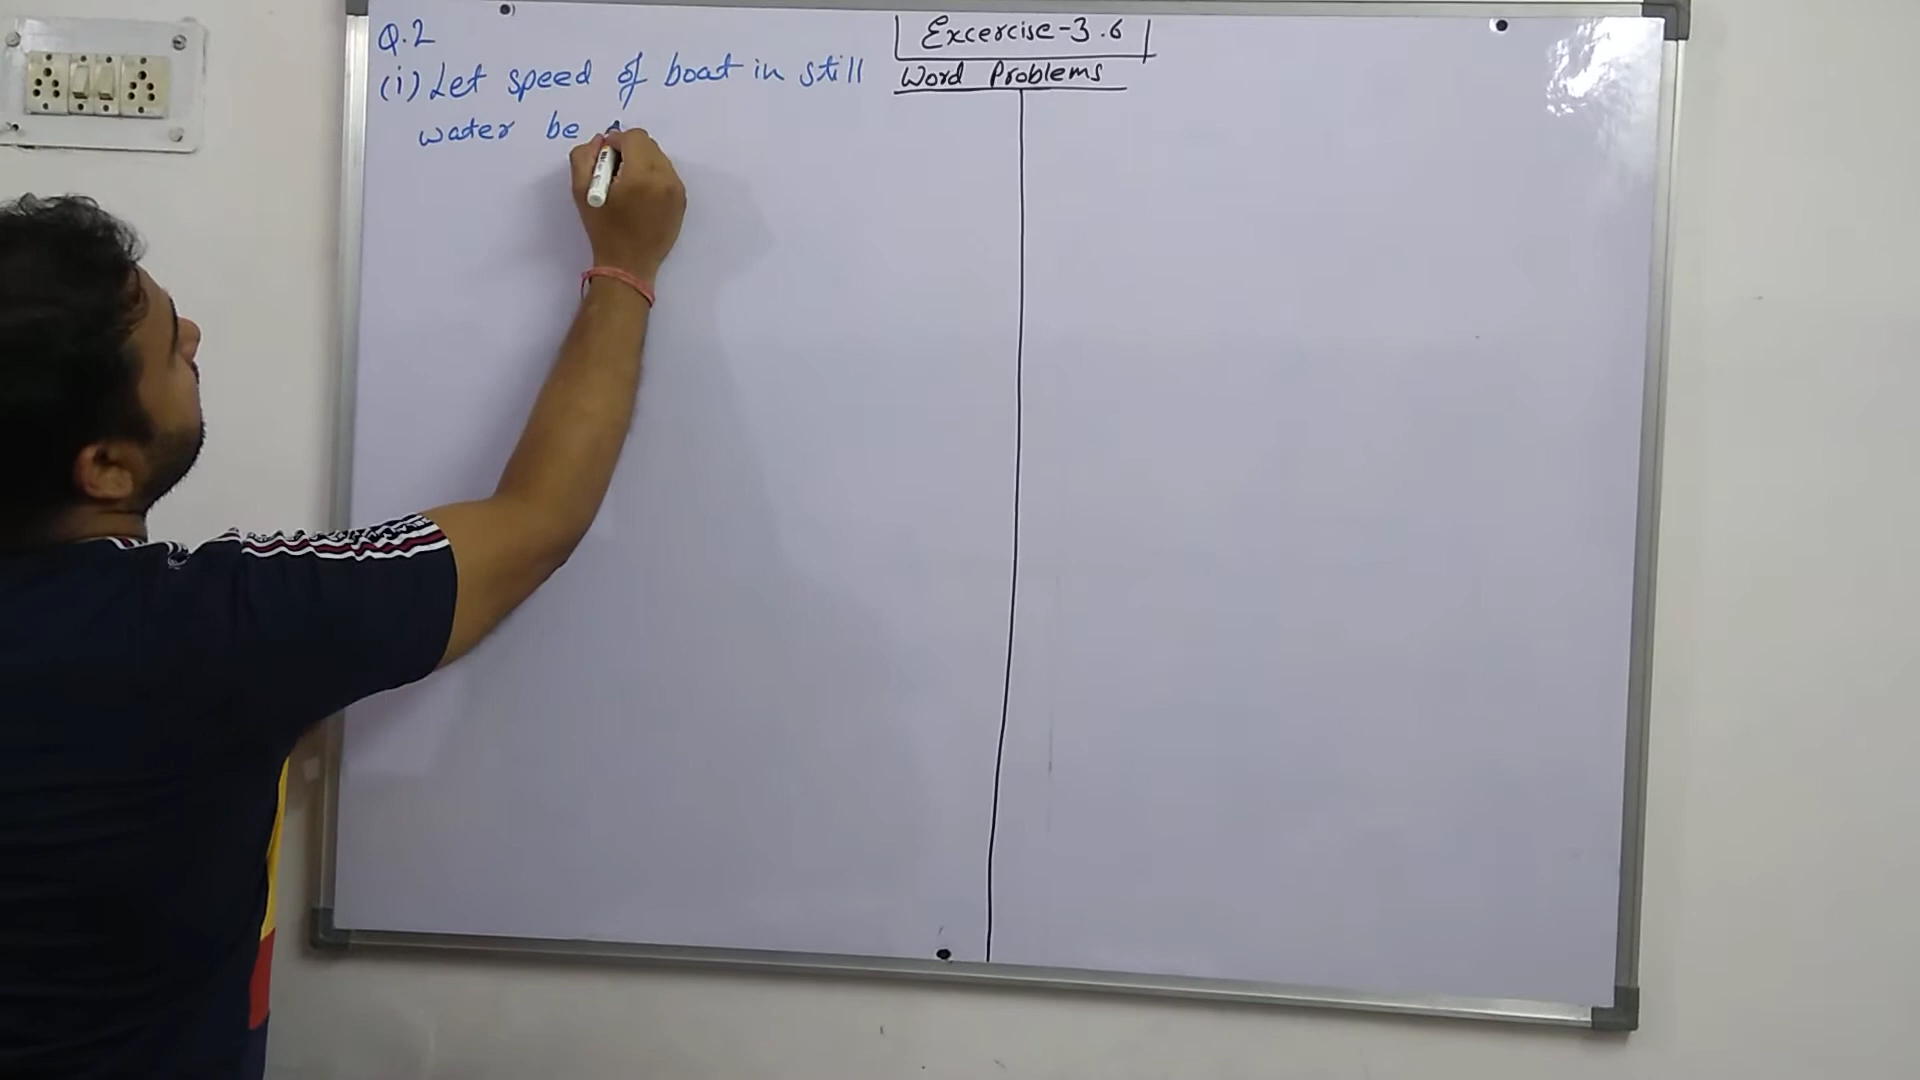 Excercise-3.6
Word Problems
Q.2
(i) Let speed of boat in still
water be